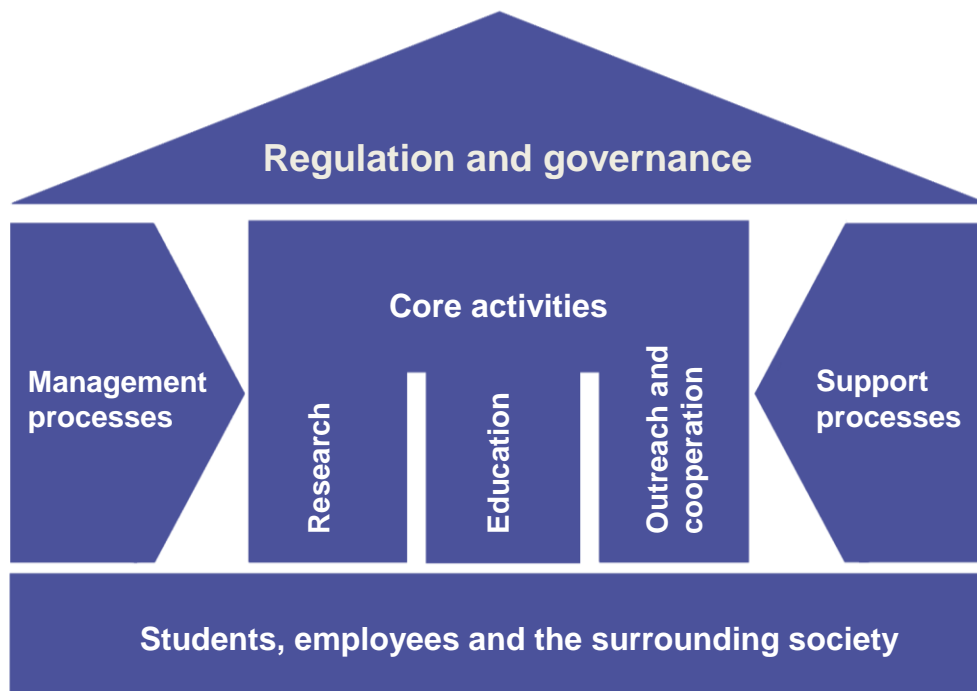 Regulation and governance
Core activities
Management
processes
Research
Education
Outreach and
cooperation
Support
processes
Students, employees and the surrounding society